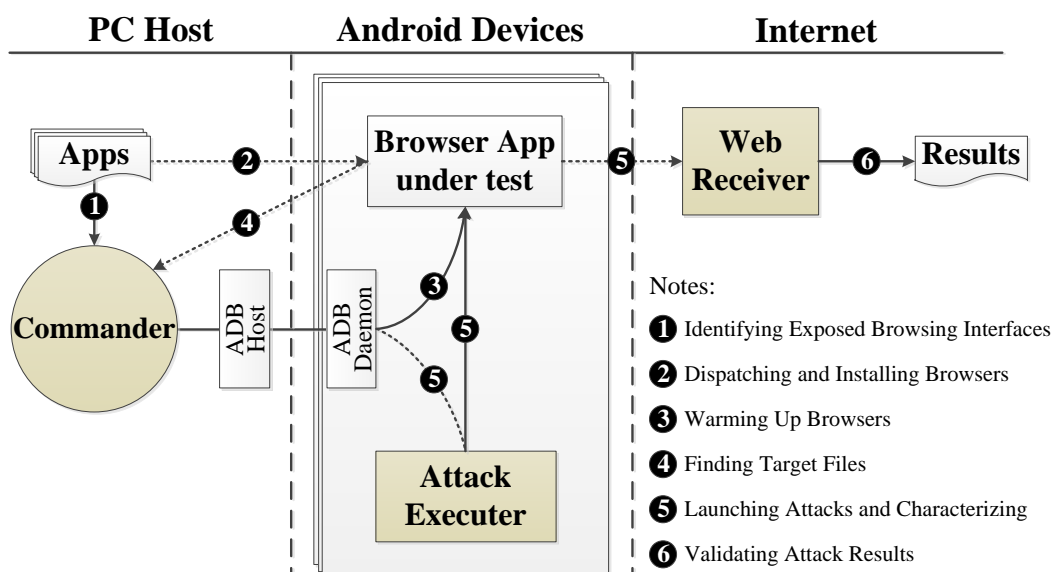 PC Host
Android Devices
Internet
Apps
2
Browser App
under test
5
Web
Receiver
6
Results
1
4
Commander
ADB
Host
ADB
Daemon
3
5
5
Attack
Executer
Notes:
1 Identifying Exposed Browsing Interfaces
2 Dispatching and Installing Browsers
3 Warming Up Browsers
4 Finding Target Files
5 Launching Attacks and Characterizing
6 Validating Attack Results